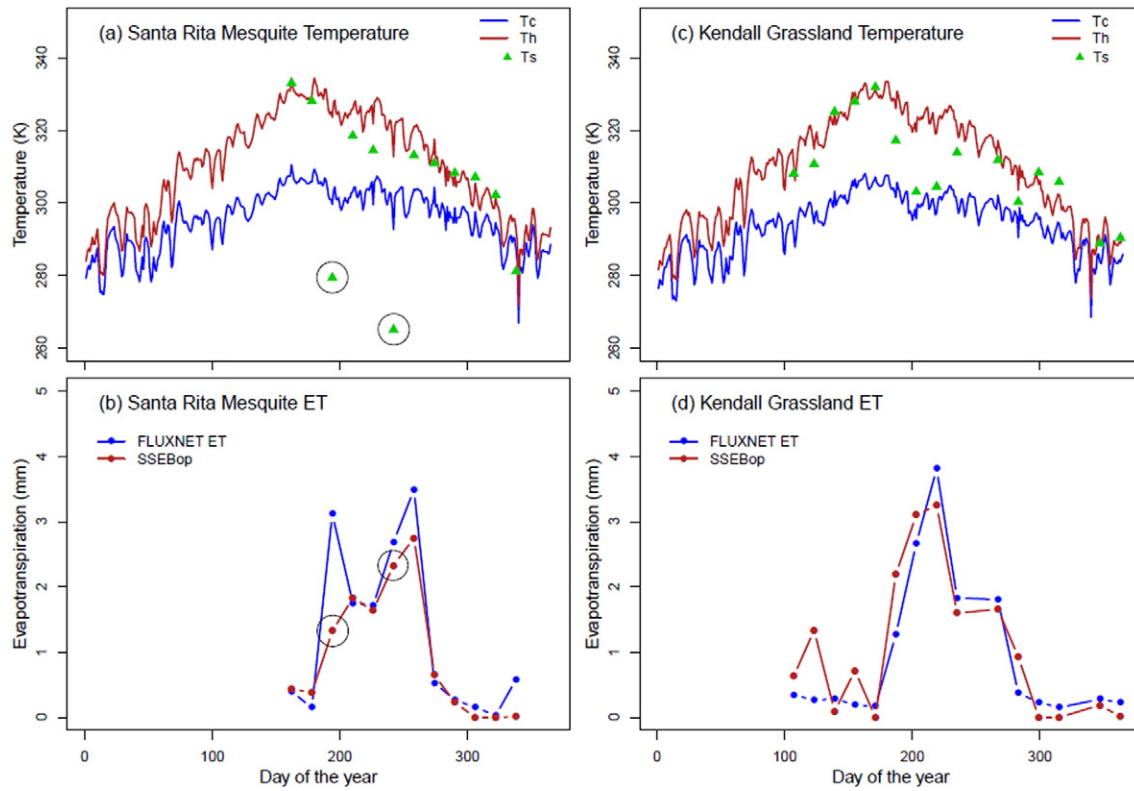 (a) Santa Rita Mesquite Temperature
Tc
Th
Ts
Temperature (K)
340
320
300
280
260
(c) Kendall Grassland Temperature
Tc
Th
Ts
Temperature (K)
340
320
300
280
260
(b) Santa Rita Mesquite ET
FLUXNET ET
SSEBop
Evapotranspiration (mm)
5
4
3
2
1
0
0 100 200 300
Day of the year
(d) Kendall Grassland ET
FLUXNET ET
SSEBop
Evapotranspiration (mm)
5
4
3
2
1
0
0 100 200 300
Day of the year